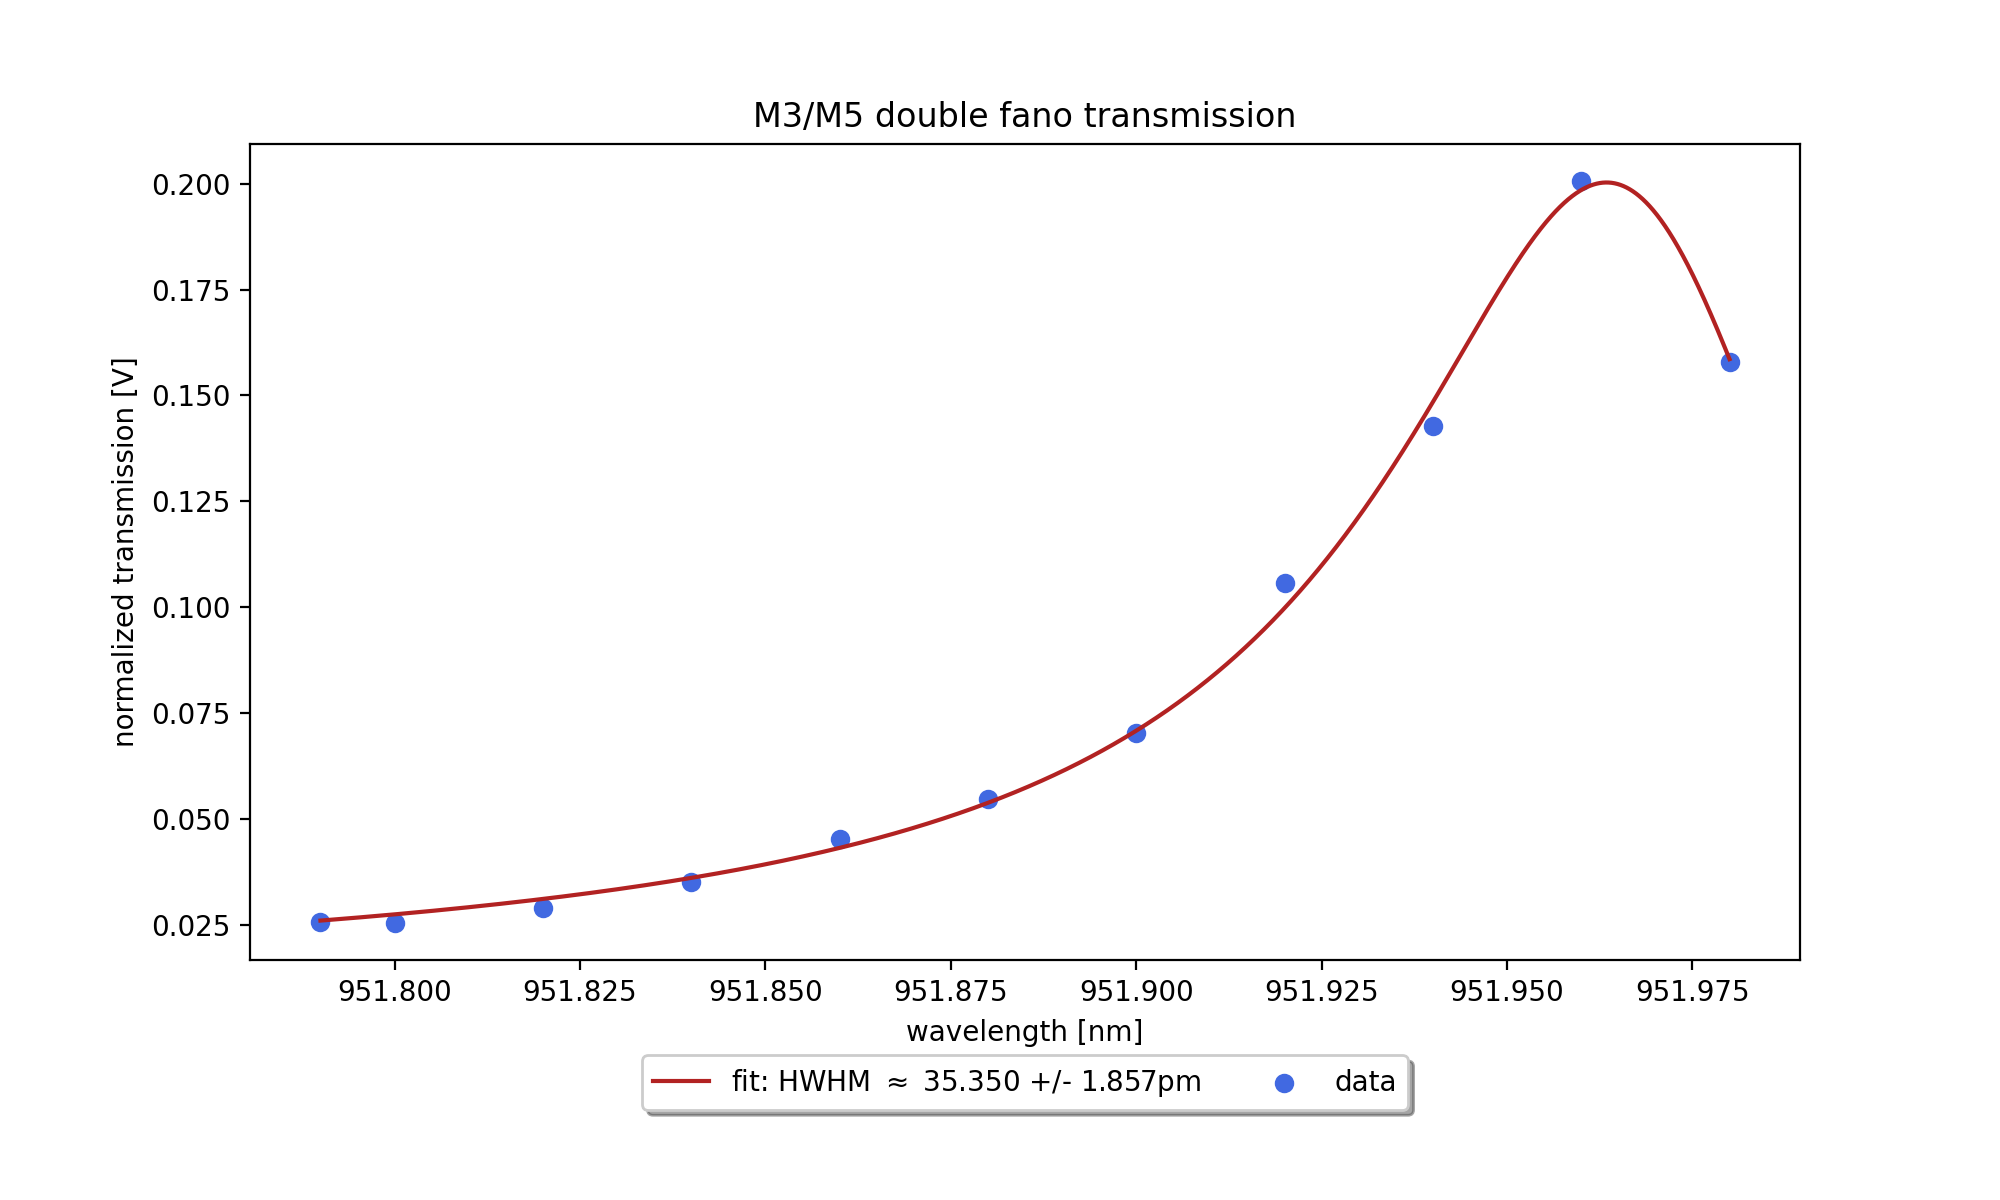 M3/M5 double fano transmission
normalized transmission [V]
0.200
0.175
0.150
0.125
0.100
0.075
0.050
0.025
951.800 951.825 951.850 951.875 951.900 951.925 951.950 951.975
wavelength [nm]
fit: HWHM ≈ 35.350 +/- 1.857pm data